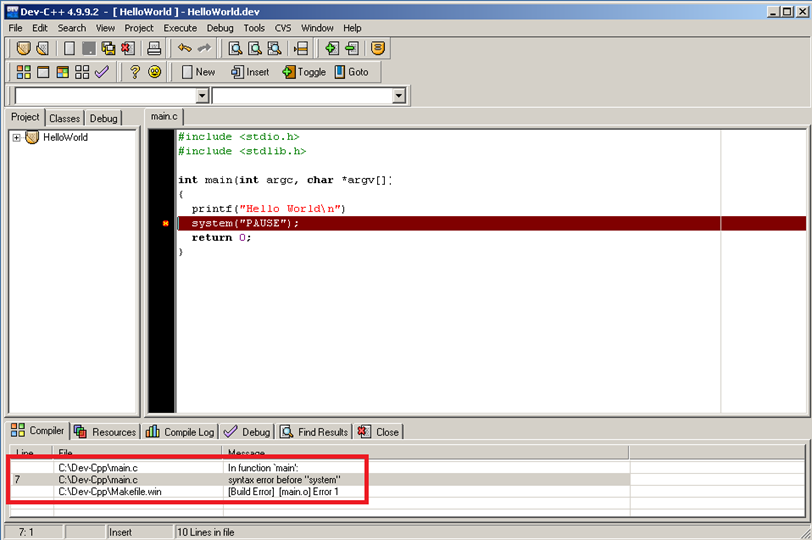 Dev-C++ 4.9.9.2 - [ HelloWorld ] - HelloWorld.dev
File Edit Search View Project Execute Debug Tools CVS Window Help
New Insert Toggle Goto
Project Classes Debug main.c
HelloWorld
#include <stdio.h>
#include <stdlib.h>
int main(int argc, char *argv[])
{
printf("Hello World\n")
system("PAUSE");
return 0;
}
Compiler Resources Compile Log Debug Find Results Close
Line File Message
C:\Dev-Cpp\main.c In function `main':
7 C:\Dev-Cpp\main.c syntax error before "system"
C:\Dev-Cpp\Makefile.win [Build Error] [main.o] Error 1
7: 1 Insert 10 Lines in file